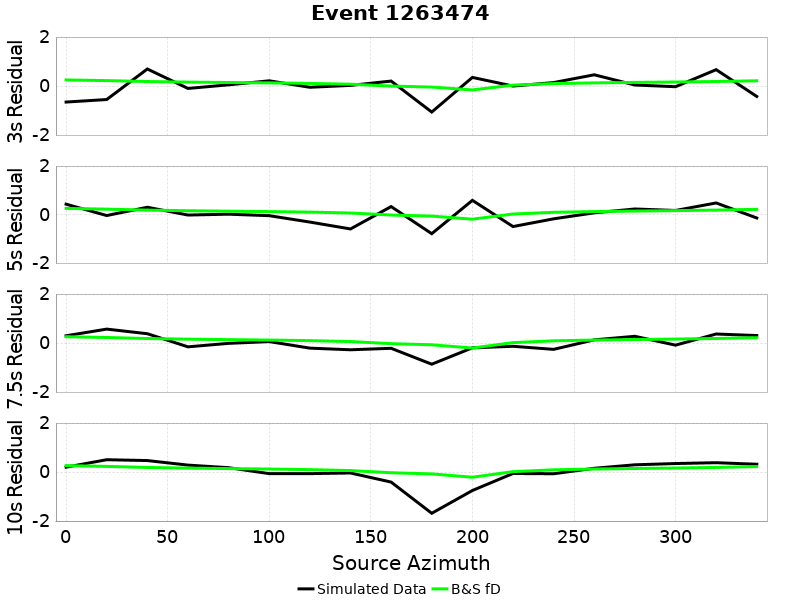 Event 1263474
3s Residual
2
0
-2
5s Residual
2
0
-2
7.5s Residual
2
0
-2
10s Residual
2
0
-2
0 50 100 150 200 250 300
Source Azimuth
Simulated Data B&S fD